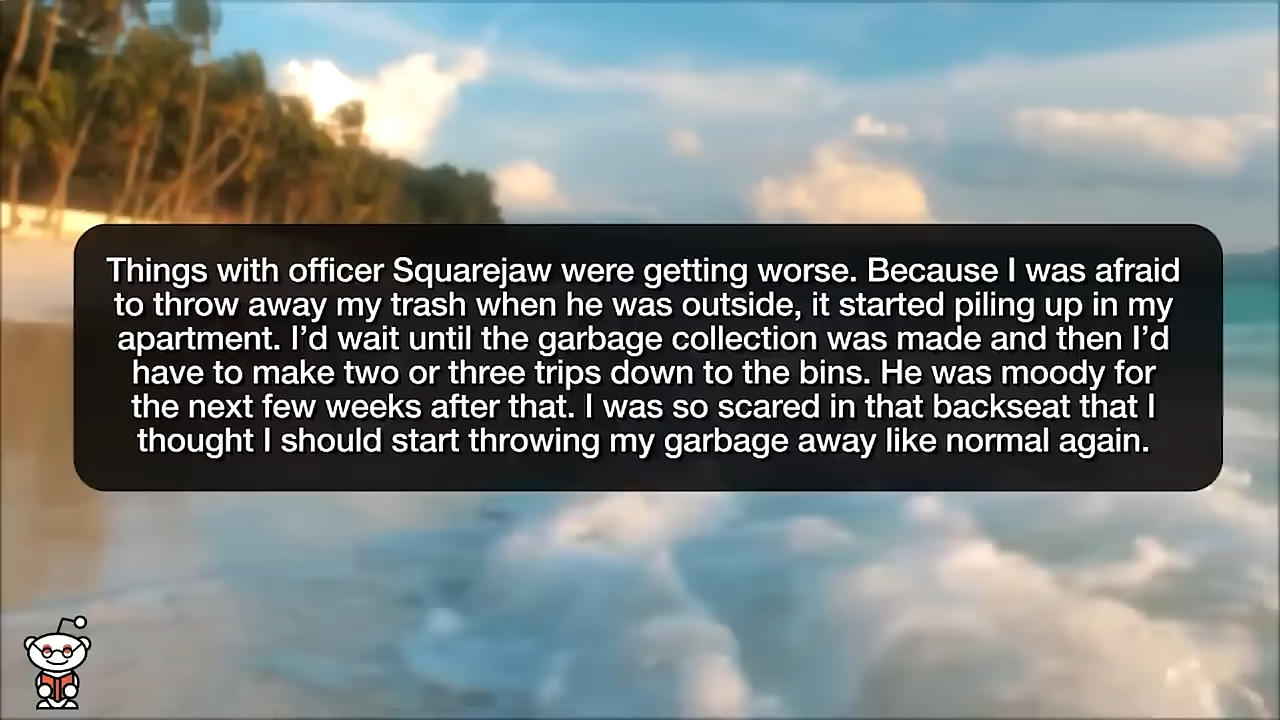 Things with officer Squarejaw were getting worse. Because I was afraid
to throw away my trash when he was outside, it started piling up in my
apartment. I’d wait until the garbage collection was made and then I’d
have to make two or three trips down to the bins. He was moody for
the next few weeks after that. I was so scared in that backseat that I
thought I should start throwing my garbage away like normal again.